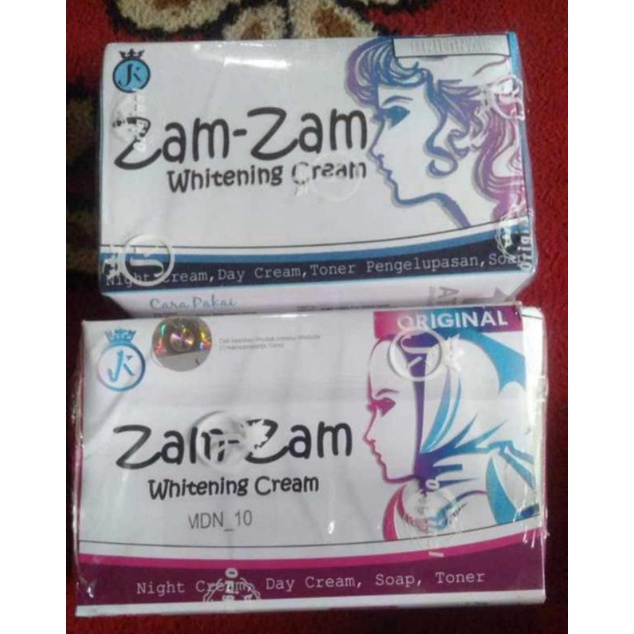 JK
ORIGINAL
Zam-Zam
Whitening Cream
Night Cream,Day Cream,Toner Pengelupasan,Soap
Cara Pakai
ORIGINAL
JK
Zam-Zam
Whitening Cream
MDN_10
Night Cream, Day Cream, Soap, Toner